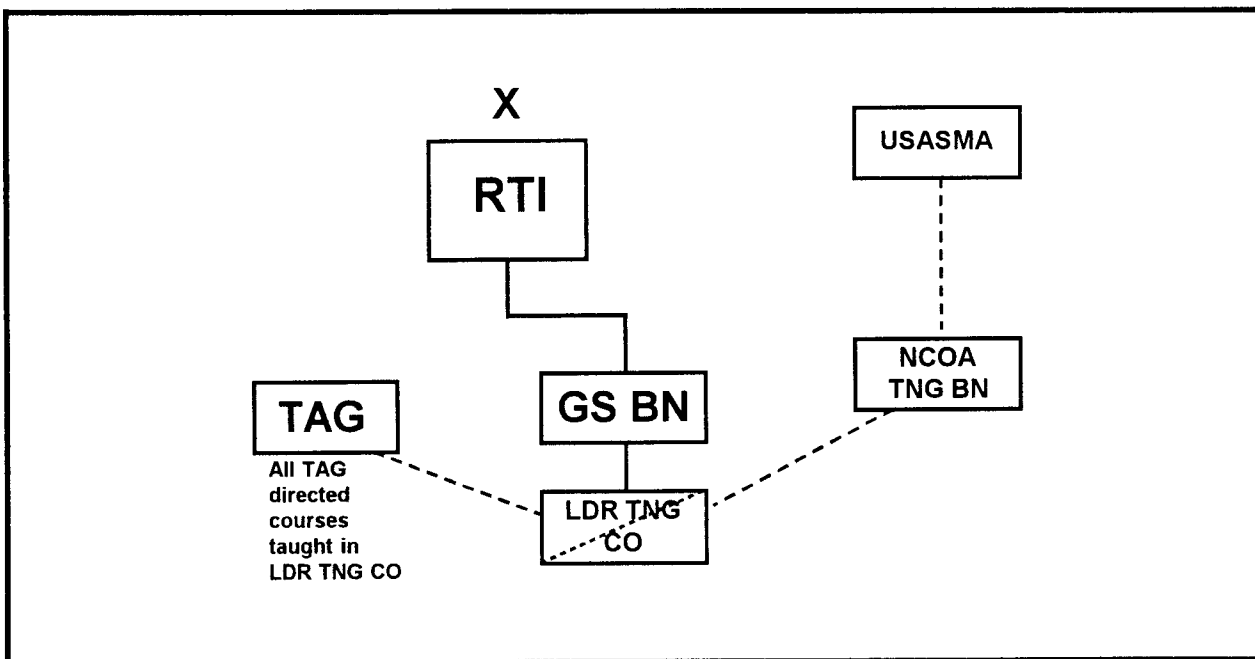 X
RTI
USASMA
NCOA
TNG BN
GS BN
TAG
All TAG
directed
courses
taught in
LDR TNG CO
LDR TNG
CO